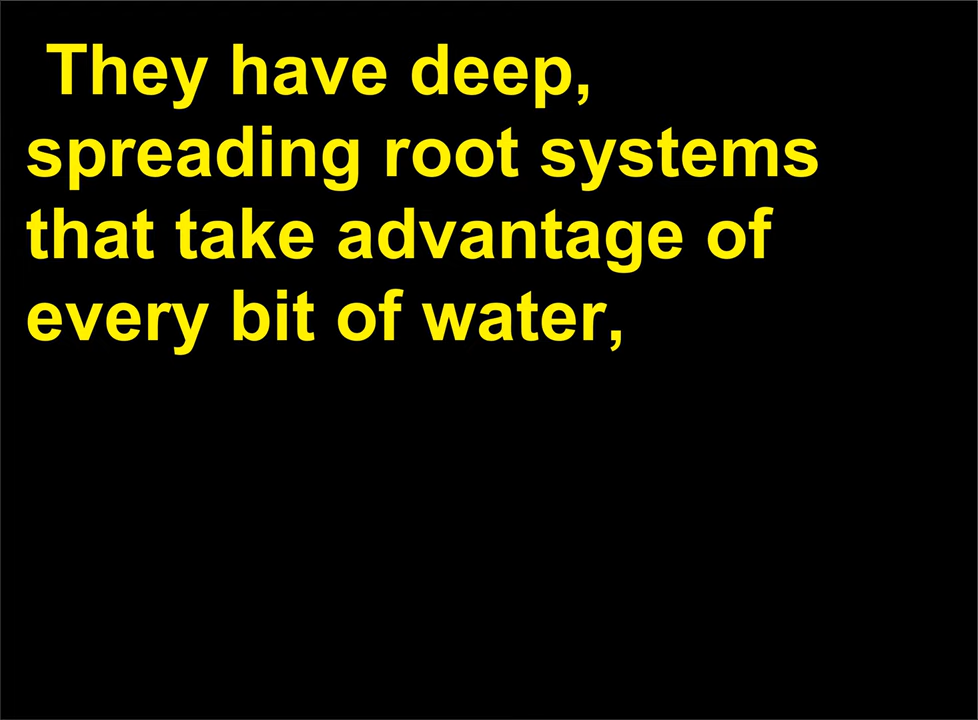 They have deep,
spreading root systems
that take advantage of
every bit of water,